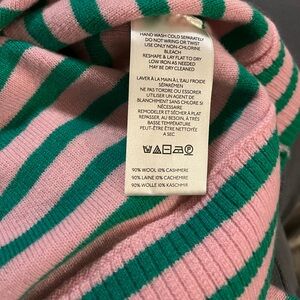 HAND WASH COLD SEPARATELY
DO NOT WRING OR TWIST
USE ONLY NON-CHLORINE
BLEACH
RESHAPE & LAY FLAT TO DRY
LOW IRON AS NEEDED
MAY BE DRY CLEANED
LAVER À LA MAIN À L'EAU FROIDE
SÉPARÉMEN
NE PAS TORDRE OU ESSORER
UTILISER UN AGENT DE
BLANCHIMENT SANS CHLORE SI
NÉCESSAIRE
REMODELER ET SÉCHER À PLAT
REPASSER, AU BESOIN, À TRÈS
BASSE TEMPÉRATURE
PEUT-ÊTRE ÊTRE NETTOYÉ
A SEC
90% WOOL 10% CASHMERE
90% LAINE 10% CACHEMIRE
90% WOLLE 10% KASCHMIR